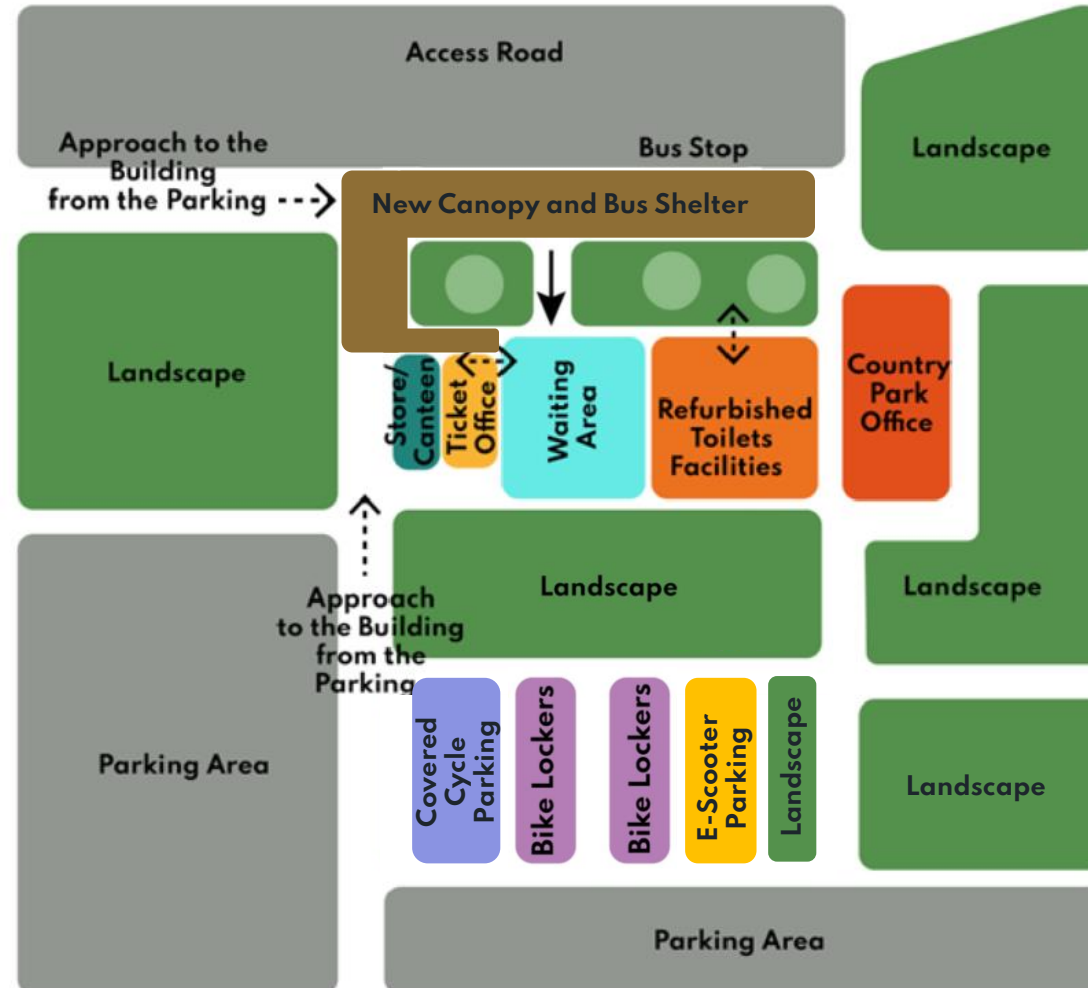 Access Road
Approach to the
Building
from the Parking
Bus Stop
Landscape
New Canopy and Bus Shelter
Landscape
Store/
Canteen
Ticket
Office
Waiting
Area
Refurbished
Toilets
Facilities
Country
Park
Office
Approach
to the Building
from the
Parking
Landscape
Landscape
Parking Area
Covered
Cycle
Parking
Bike Lockers
Bike Lockers
E-Scooter
Parking
Landscape
Landscape
Parking Area